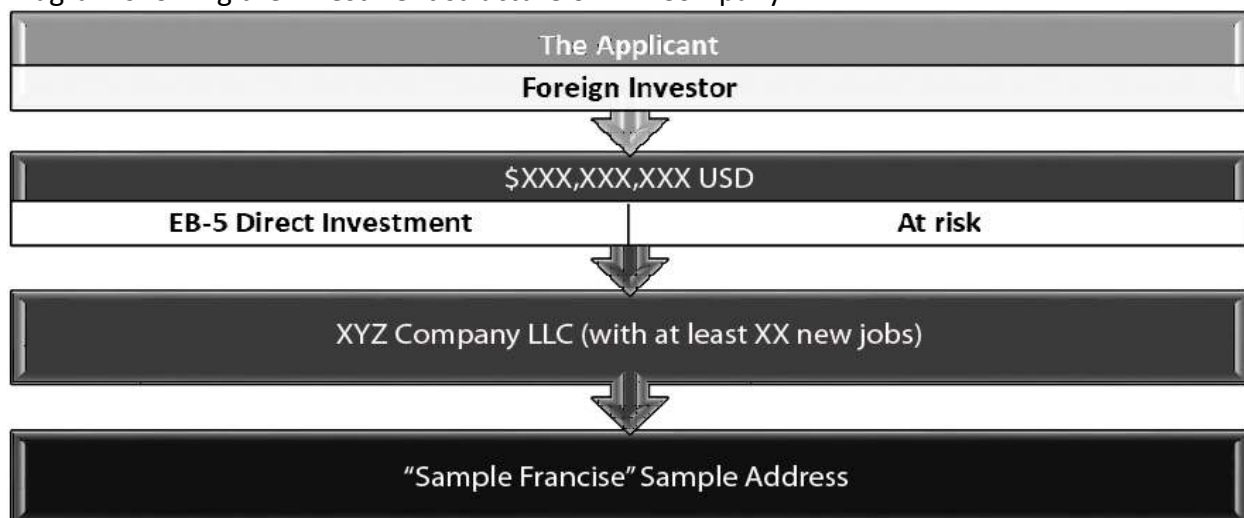 The Applicant
Foreign Investor
$XXX,XXX,XXX USD
EB-5 Direct Investment At risk
XYZ Company LLC (with at least XX new jobs)
“Sample Francise” Sample Address